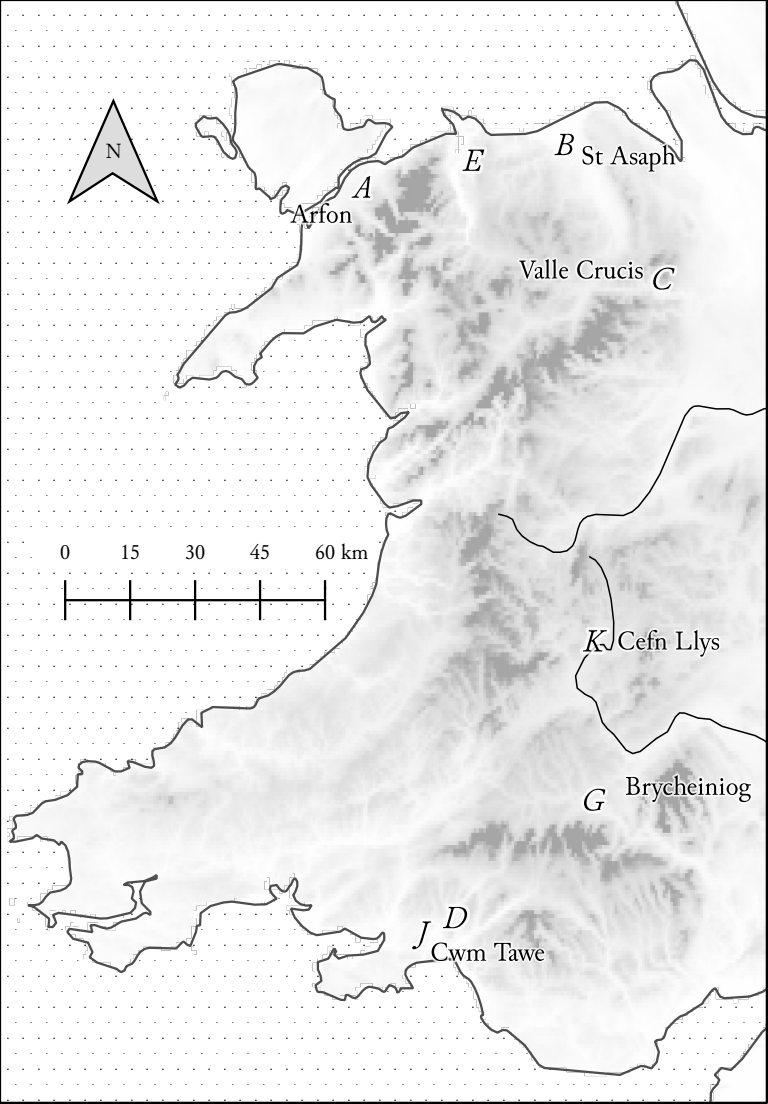 N
B St Asaph
E
A
Arfon
Valle Crucis C
0 15 30 45 60 km
K Cefn Llys
Brycheiniog
G
D
J
Cwm Tawe